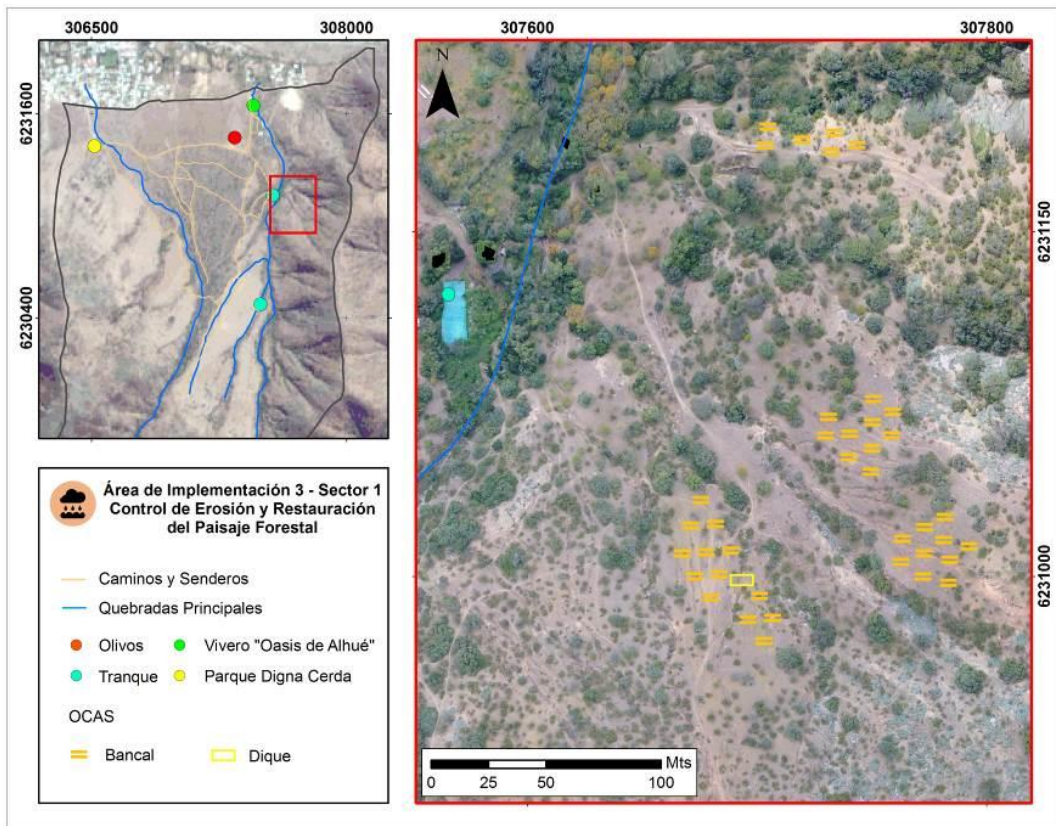 306500
308000
307600
307800
6231600
6230400
N
6231150
6231000
Área de Implementación 3 - Sector 1
Control de Erosión y Restauración
del Paisaje Forestal
Caminos y Senderos
Quebradas Principales
Olivos
Vivero "Oasis de Alhué"
Tranque
Parque Digna Cerda
OCAS
Bancal
Dique
Mts
0
25
50
100